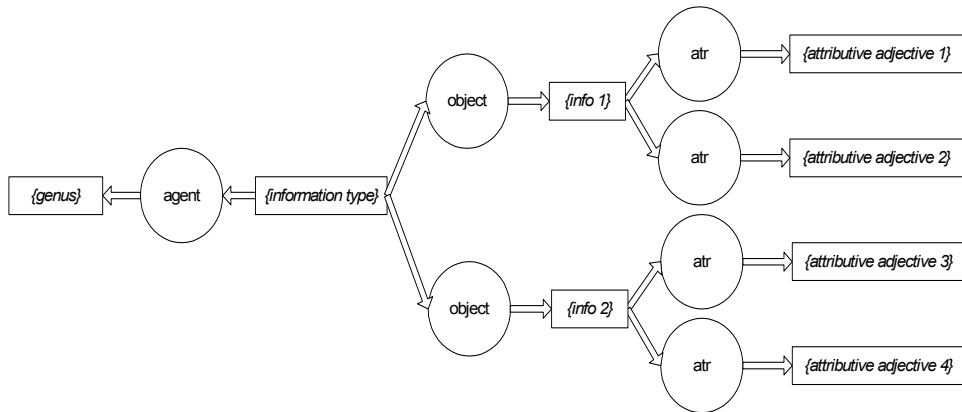 atr
{attributive adjective 1}
object
{info 1}
atr
{attributive adjective 2}
{genus}
agent
{information type}
atr
{attributive adjective 3}
object
{info 2}
atr
{attributive adjective 4}